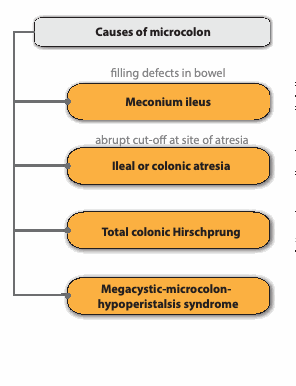 Causes of microcolon
filling defects in bowel
Meconium ileus
abrupt cut-off at site of atresia
Ileal or colonic atresia
Total colonic Hirschprung
Megacystic-microcolon-
hypoperistalsis syndrome